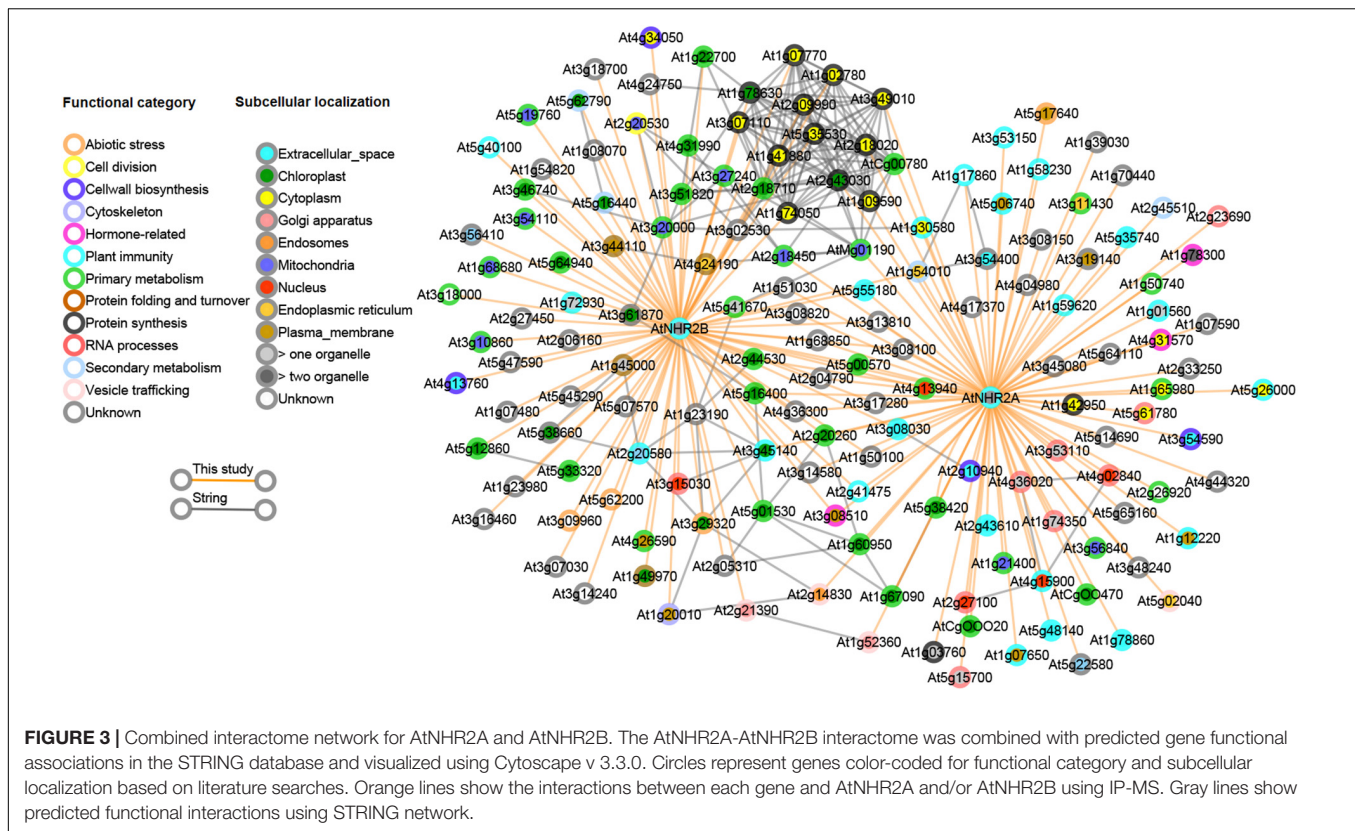 Functional category
Abiotic stress
Cell division
Cellwall biosynthesis
Cytoskeleton
Hormone-related
Plant immunity
Primary metabolism
Protein folding and turnover
Protein synthesis
RNA processes
Secondary metabolism
Vesicle trafficking
Unknown
Subcellular localization
Extracellular_space
Chloroplast
Cytoplasm
Golgi apparatus
Endosomes
Mitochondria
Nucleus
Endoplasmic reticulum
Plasma_membrane
> one organelle
> two organelle
Unknown
This study
String
At4g34050
At1g22700
At1g07770
At3g18700
At4g24750
At1g02780
At5g62790
At1g78630
At2g09990
At3g49010
At5g19760
At2g20530
At3g07110
At5g17640
At5g35530
At3g53150
At1g39030
At5g40100
At1g08070
At4g31990
At2g18020
At1g41880
AtCg00780
At1g17860
At1g58230
At1g54820
At3g27240
At1g70440
At3g46740
At5g16440
At3g51820
At2g18710
At2g43030
At5g06740
At3g11430
At2g45510
At3g54110
At1g74050
At1g09590
At2g23690
At3g56410
At3g20000
At3g02530
At1g30580
At3g08150
At5g35740
At3g44110
At2g18450
AtMg01190
At3g54400
At3g19140
At1g78300
At1g68680
At5g64940
At4g24190
At1g54010
At4g04980
At1g50740
At3g18000
At1g72930
At1g51030
At5g55180
At4g17370
At1g59620
At1g01560
At2g27450
At3g61870
At5g41670
At3g08820
At3g13810
At1g07590
AtNHR2B
At3g10860
At2g06160
At1g68850
At3g08100
At4g31570
At5g47590
At1g45000
At2g44530
At5g00570
At3g45080
At5g64110
At2g33250
At4g13760
At2g04790
At4g13940
At1g65980
At5g26000
At5g45290
At5g16400
At3g17280
AtNHR2A
At1g07480
At5g07570
At1g23190
At4g36300
At1g42950
At5g61780
At5g38660
At2g20260
At3g08030
At5g14690
At3g54590
At5g12860
At2g20580
At3g45140
At1g50100
At3g53110
At5g33320
At3g14580
At2g10940
At4g02840
At4g44320
At1g23980
At3g15030
At2g41475
At4g36020
At2g26920
At5g62200
At5g01530
At3g08510
At5g38420
At5g65160
At3g16460
At3g09960
At3g29320
At2g43610
At1g74350
At1g12220
At4g26590
At1g60950
At3g56840
At3g07030
At1g49970
At2g05310
At1g21400
At3g48240
At3g14240
At4g15900
At2g14830
At1g67090
At2g27100
AtCgOO470
At5g02040
At1g20010
At2g21390
AtCgOOO20
At5g48140
At1g78860
At1g52360
At1g03760
At1g07650
At5g22580
At5g15700
FIGURE 3 | Combined interactome network for AtNHR2A and AtNHR2B. The AtNHR2A-AtNHR2B interactome was combined with predicted gene functional
associations in the STRING database and visualized using Cytoscape v 3.3.0. Circles represent genes color-coded for functional category and subcellular
localization based on literature searches. Orange lines show the interactions between each gene and AtNHR2A and/or AtNHR2B using IP-MS. Gray lines show
predicted functional interactions using STRING network.